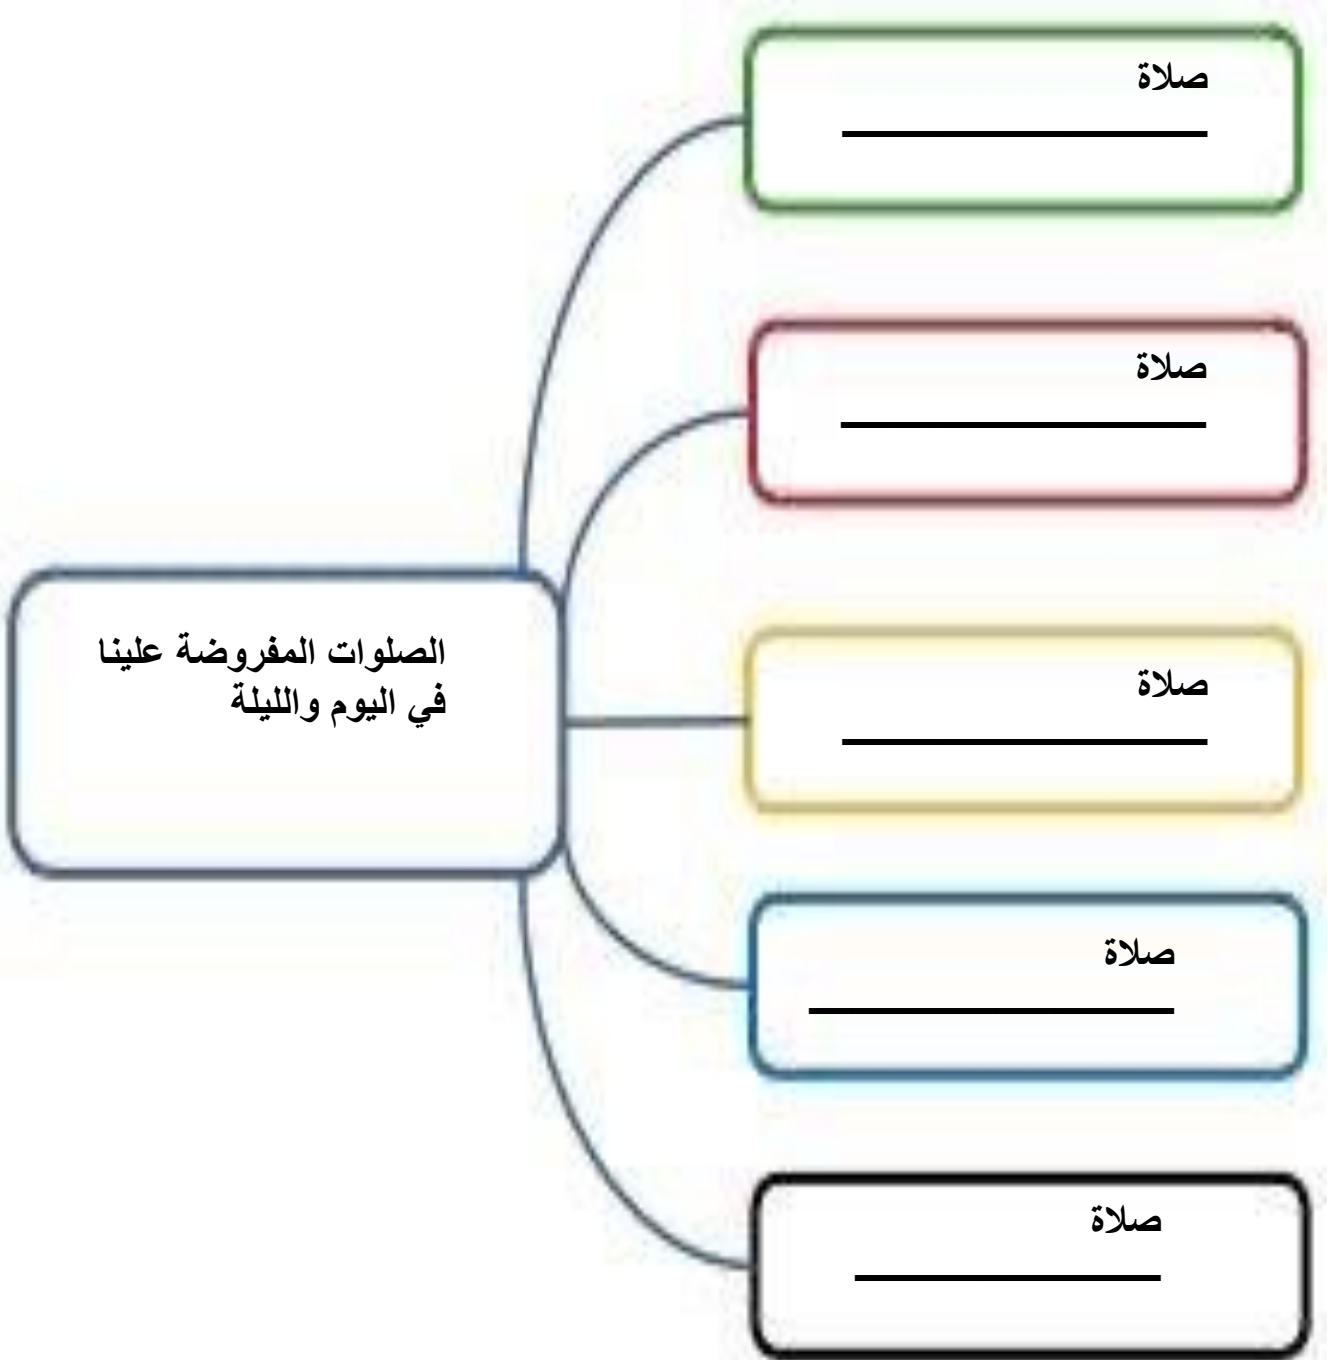 صلاة
صلاة
الصلوات المفروضة علينا
في اليوم والليلة
صلاة
صلاة
صلاة